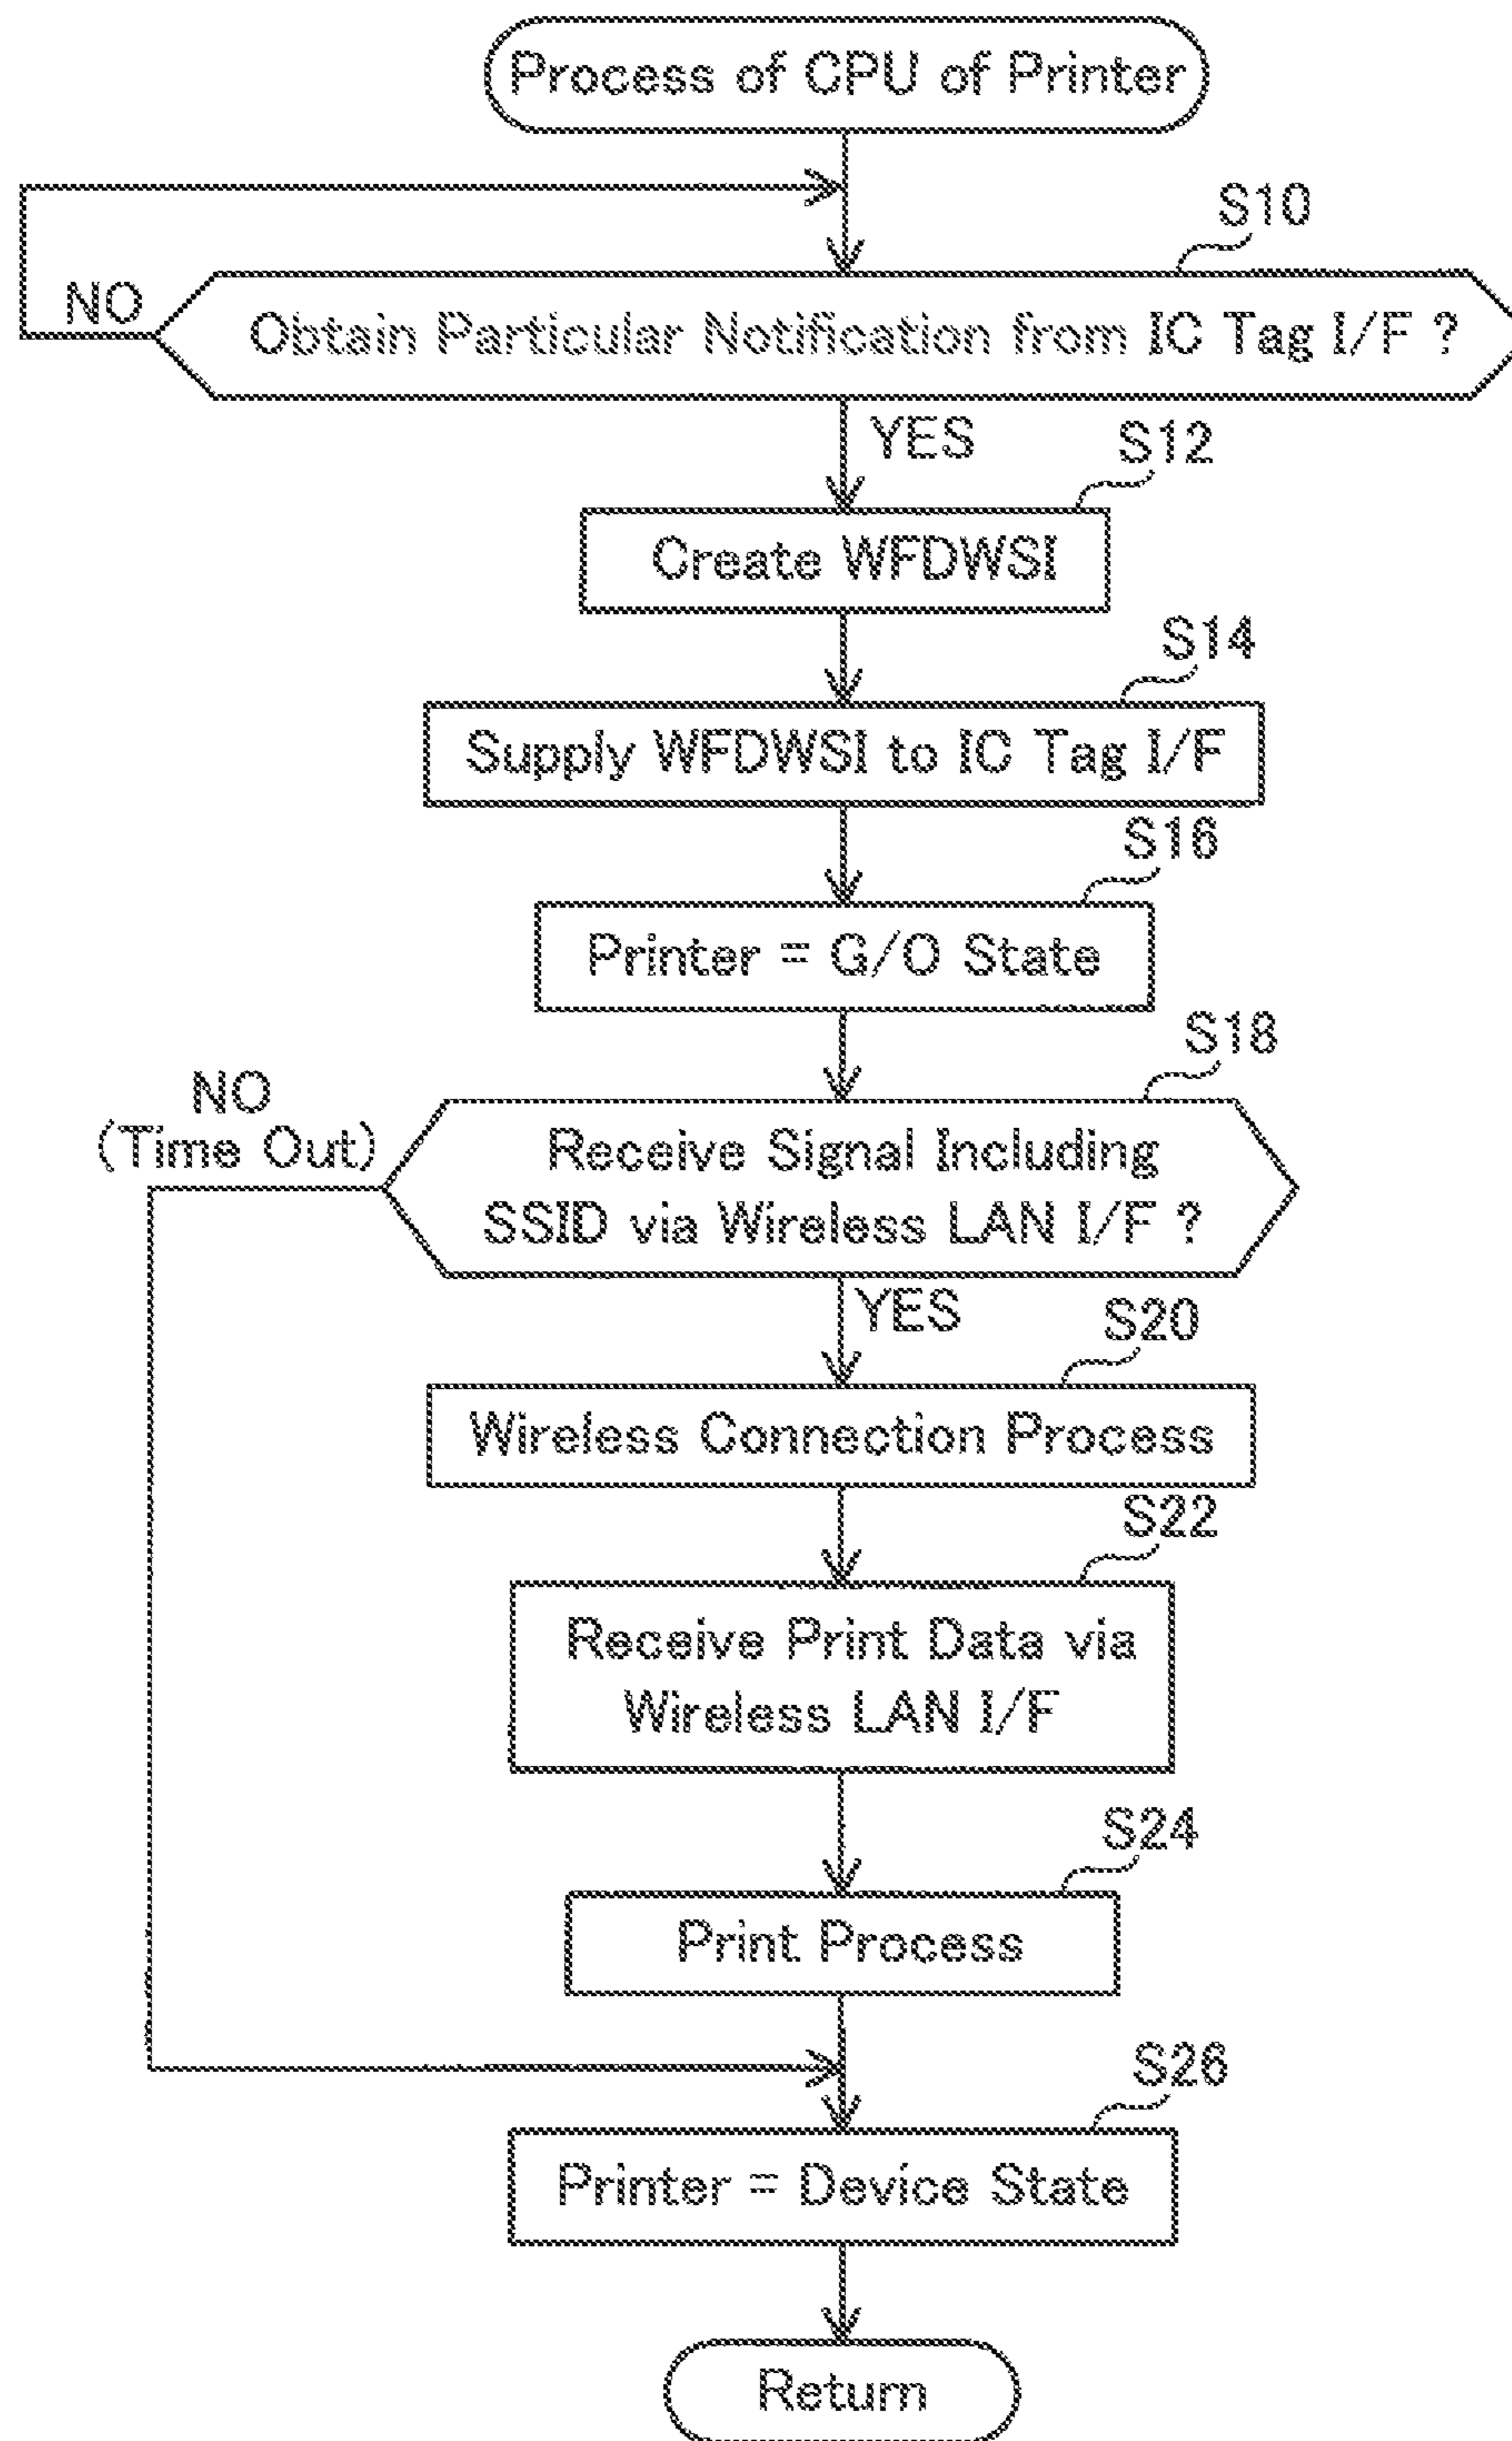 Process of CPU of Printer
S10
NO
Obtain Particular Notification from IC Tag I/F ?
YES
S12
Create WFDWSI
S14
Supply WFDWSI to IC Tag I/F
S16
Printer = G/O State
S18
NO
(Time Out)
Receive Signal Including
SSID via Wireless LAN I/F ?
YES
S20
Wireless Connection Process
S22
Receive Print Data via
Wireless LAN I/F
S24
Print Process
S26
Printer = Device State
Return